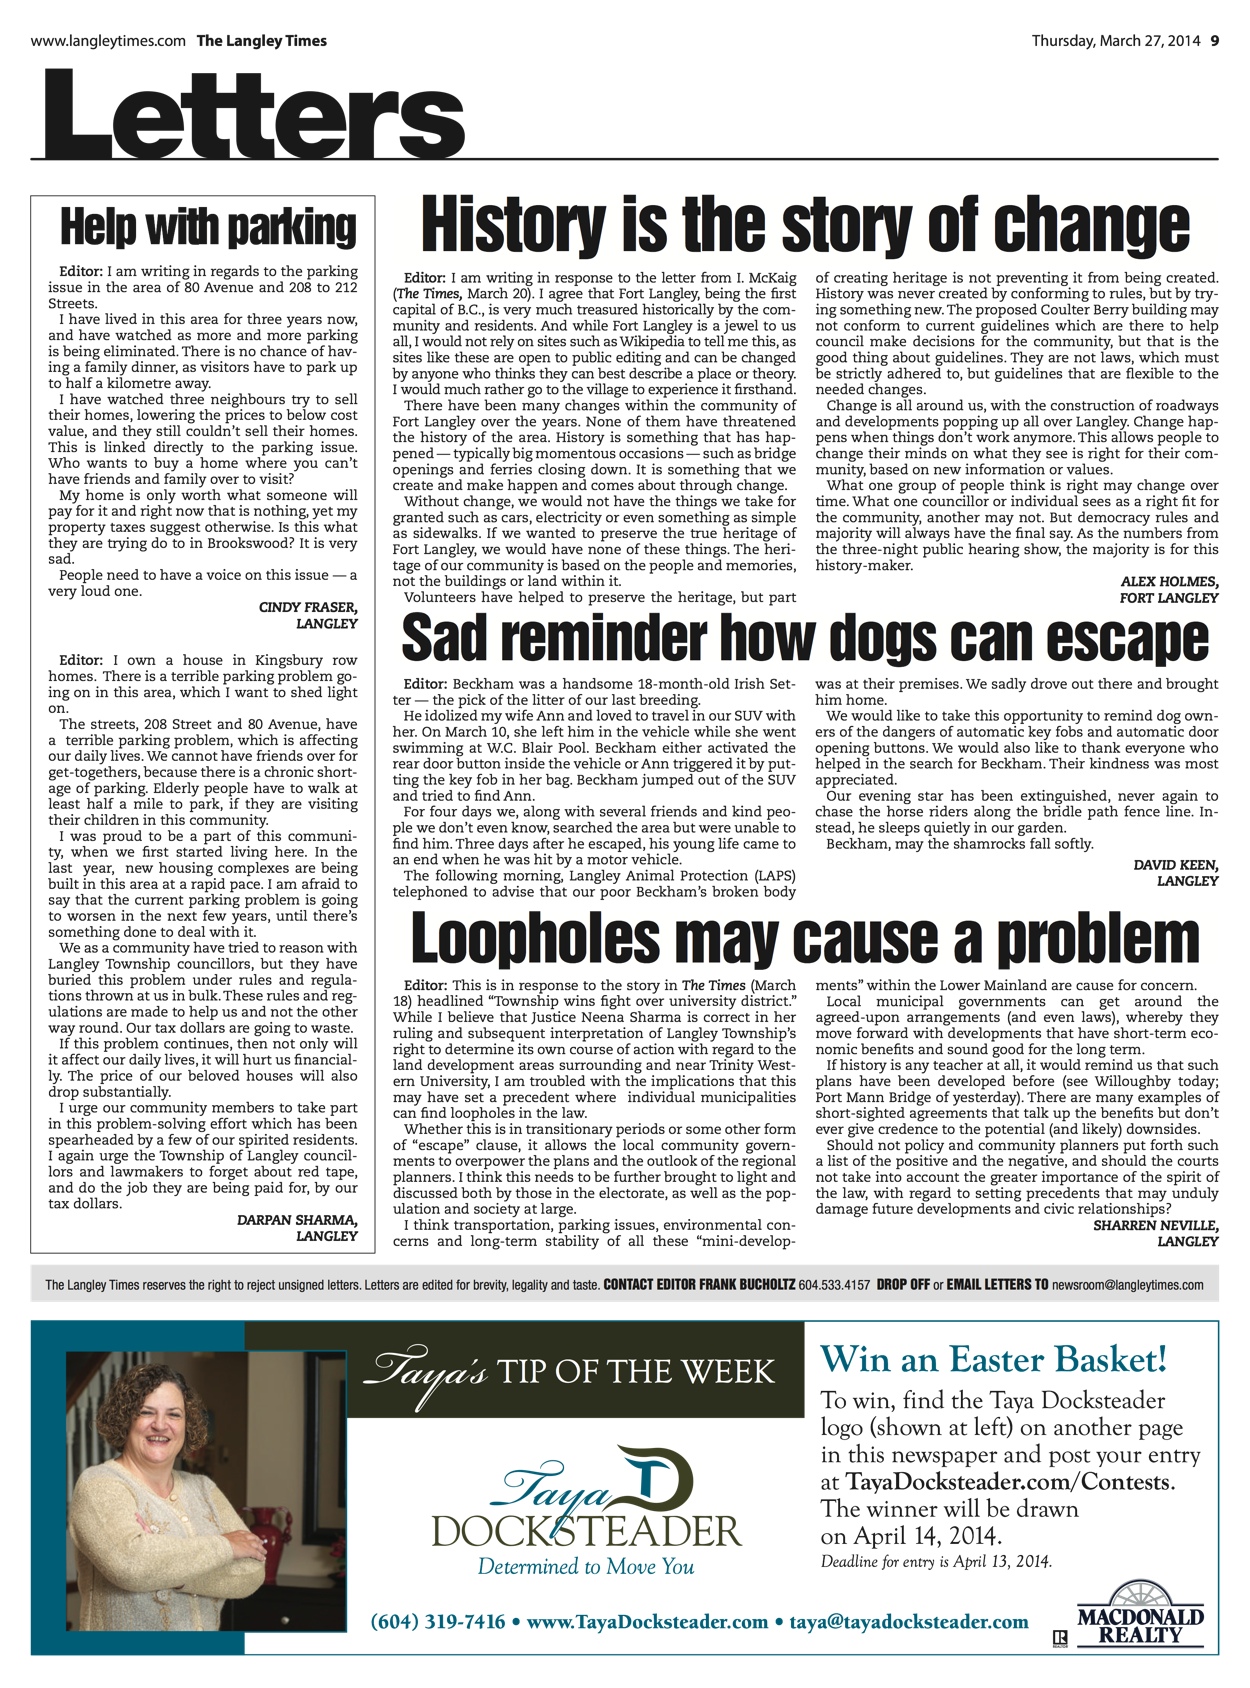 www.langleytimes.com The Langley Times
Thursday, March 27, 2014 9
Letters
Help with parking
Editor: I am writing in regards to the parking
issue in the area of 80 Avenue and 208 to 212
Streets.
I have lived in this area for three years now,
and have watched as more and more parking
is being eliminated. There is no chance of hav-
ing a family dinner, as visitors have to park up
to half a kilometre away.
I have watched three neighbours try to sell
their homes, lowering the prices to below cost
value, and they still couldn't sell their homes.
This is linked directly to the parking issue.
Who wants to buy a home where you can't
have friends and family over to visit?
My home is only worth what someone will
pay for it and right now that is nothing, yet my
property taxes suggest otherwise. Is this what
they are trying do to in Brookswood? It is very
sad.
People need to have a voice on this issue — a
very loud one.
CINDY FRASER,
LANGLEY
Editor: I own a house in Kingsbury row
homes. There is a terrible parking problem go-
ing on in this area, which I want to shed light
on.
The streets, 208 Street and 80 Avenue, have
a terrible parking problem, which is affecting
our daily lives. We cannot have friends over for
get-togethers, because there is a chronic short-
age of parking. Elderly people have to walk at
least half a mile to park, if they are visiting
their children in this community.
I was proud to be a part of this communi-
ty, when we first started living here. In the
last year, new housing complexes are being
built in this area at a rapid pace. I am afraid to
say that the current parking problem is going
to worsen in the next few years, until there's
something done to deal with it.
We as a community have tried to reason with
Langley Township councillors, but they have
buried this problem under rules and regula-
tions thrown at us in bulk. These rules and reg-
ulations are made to help us and not the other
way round. Our tax dollars are going to waste.
If this problem continues, then not only will
it affect our daily lives, it will hurt us financial-
ly. The price of our beloved houses will also
drop substantially.
I urge our community members to take part
in this problem-solving effort which has been
spearheaded by a few of our spirited residents.
I again urge the Township of Langley council-
lors and lawmakers to forget about red tape,
and do the job they are being paid for, by our
tax dollars.
DARPAN SHARMA,
LANGLEY
History is the story of change
Editor: I am writing in response to the letter from I. McKaig
(The Times, March 20). I agree that Fort Langley, being the first
capital of B.C., is very much treasured historically by the com-
munity and residents. And while Fort Langley is a jewel to us
all, I would not rely on sites such as Wikipedia to tell me this, as
sites like these are open to public editing and can be changed
by anyone who thinks they can best describe a place or theory.
I would much rather go to the village to experience it firsthand.
There have been many changes within the community of
Fort Langley over the years. None of them have threatened
the history of the area. History is something that has hap-
pened — typically big momentous occasions — such as bridge
openings and ferries closing down. It is something that we
create and make happen and comes about through change.
Without change, we would not have the things we take for
granted such as cars, electricity or even something as simple
as sidewalks. If we wanted to preserve the true heritage of
Fort Langley, we would have none of these things. The heri-
tage of our community is based on the people and memories,
not the buildings or land within it.
Volunteers have helped to preserve the heritage, but part
of creating heritage is not preventing it from being created.
History was never created by conforming to rules, but by try-
ing something new. The proposed Coulter Berry building may
not conform to current guidelines which are there to help
council make decisions for the community, but that is the
good thing about guidelines. They are not laws, which must
be strictly adhered to, but guidelines that are flexible to the
needed changes.
Change is all around us, with the construction of roadways
and developments popping up all over Langley. Change hap-
pens when things don't work anymore. This allows people to
change their minds on what they see is right for their com-
munity, based on new information or values.
What one group of people think is right may change over
time. What one councillor or individual sees as a right fit for
the community, another may not. But democracy rules and
majority will always have the final say. As the numbers from
the three-night public hearing show, the majority is for this
history-maker.
ALEX HOLMES,
FORT LANGLEY
Sad reminder how dogs can escape
Editor: Beckham was a handsome 18-month-old Irish Set-
ter — the pick of the litter of our last breeding.
He idolized my wife Ann and loved to travel in our SUV with
her. On March 10, she left him in the vehicle while she went
swimming at W.C. Blair Pool. Beckham either activated the
rear door button inside the vehicle or Ann triggered it by put-
ting the key fob in her bag. Beckham jumped out of the SUV
and tried to find Ann.
For four days we, along with several friends and kind peo-
ple we don't even know, searched the area but were unable to
find him. Three days after he escaped, his young life came to
an end when he was hit by a motor vehicle.
The following morning, Langley Animal Protection (LAPS)
telephoned to advise that our poor Beckham's broken body
was at their premises. We sadly drove out there and brought
him home.
We would like to take this opportunity to remind dog own-
ers of the dangers of automatic key fobs and automatic door
opening buttons. We would also like to thank everyone who
helped in the search for Beckham. Their kindness was most
appreciated.
Our evening star has been extinguished, never again to
chase the horse riders along the bridle path fence line. In-
stead, he sleeps quietly in our garden.
Beckham, may the shamrocks fall softly.
DAVID KEEN,
LANGLEY
Loopholes may cause a problem
Editor: This is in response to the story in The Times (March
18) headlined “Township wins fight over university district.”
While I believe that Justice Neena Sharma is correct in her
ruling and subsequent interpretation of Langley Township's
right to determine its own course of action with regard to the
land development areas surrounding and near Trinity West-
ern University, I am troubled with the implications that this
may have set a precedent where individual municipalities
can find loopholes in the law.
Whether this is in transitionary periods or some other form
of “escape” clause, it allows the local community govern-
ments to overpower the plans and the outlook of the regional
planners. I think this needs to be further brought to light and
discussed both by those in the electorate, as well as the pop-
ulation and society at large.
I think transportation, parking issues, environmental con-
cerns and long-term stability of all these “mini-develop-
ments” within the Lower Mainland are cause for concern.
Local municipal governments can get around the
agreed-upon arrangements (and even laws), whereby they
move forward with developments that have short-term eco-
nomic benefits and sound good for the long term.
If history is any teacher at all, it would remind us that such
plans have been developed before (see Willoughby today;
Port Mann Bridge of yesterday). There are many examples of
short-sighted agreements that talk up the benefits but don't
ever give credence to the potential (and likely) downsides.
Should not policy and community planners put forth such
a list of the positive and the negative, and should the courts
not take into account the greater importance of the spirit of
the law, with regard to setting precedents that may unduly
damage future developments and civic relationships?
SHARREN NEVILLE,
LANGLEY
The Langley Times reserves the right to reject unsigned letters. Letters are edited for brevity, legality and taste. CONTACT EDITOR FRANK BUCHOLTZ 604.533.4157 DROP OFF or EMAIL LETTERS TO newsroom@langleytimes.com
Taya's TIP OF THE WEEK
Taya TD
DOCKSTEADER
Determined to Move You
Win an Easter Basket!
To win, find the Taya Docksteader
logo (shown at left) on another page
in this newspaper and post your entry
at TayaDocksteader.com/Contests.
The winner will be drawn
on April 14, 2014.
Deadline for entry is April 13, 2014.
(604) 319-7416 • www.TayaDocksteader.com • taya@tayadocksteader.com
R
REALTOR
MACDONALD
REALTY